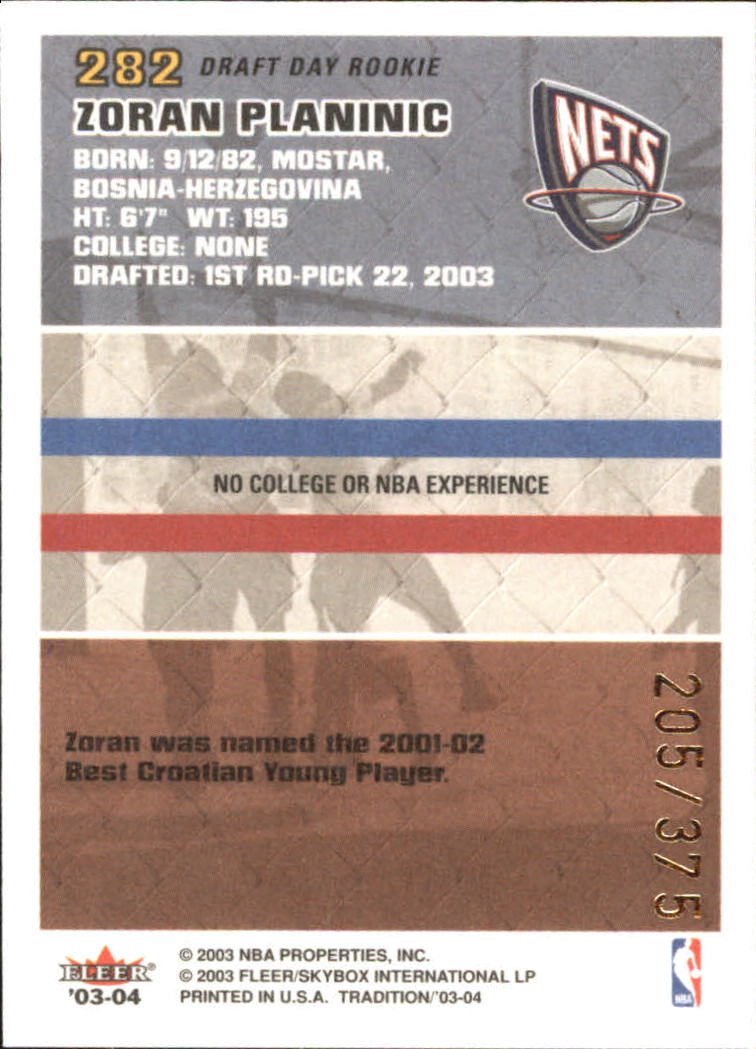 282 DRAFT DAY ROOKIE
ZORAN PLANINIC
BORN: 9/12/82, MOSTAR,
BOSNIA-HERZEGOVINA
HT: 6'7" WT: 195
COLLEGE: NONE
DRAFTED: 1ST RD-PICK 22, 2003
NETS
NO COLLEGE OR NBA EXPERIENCE
Zoran was named the 2001-02
Best Croatian Young Player.
205/375
FLEER®
'03-04
© 2003 NBA PROPERTIES, INC.
© 2003 FLEER/SKYBOX INTERNATIONAL LP
PRINTED IN U.S.A. TRADITION/'03-04
NBA